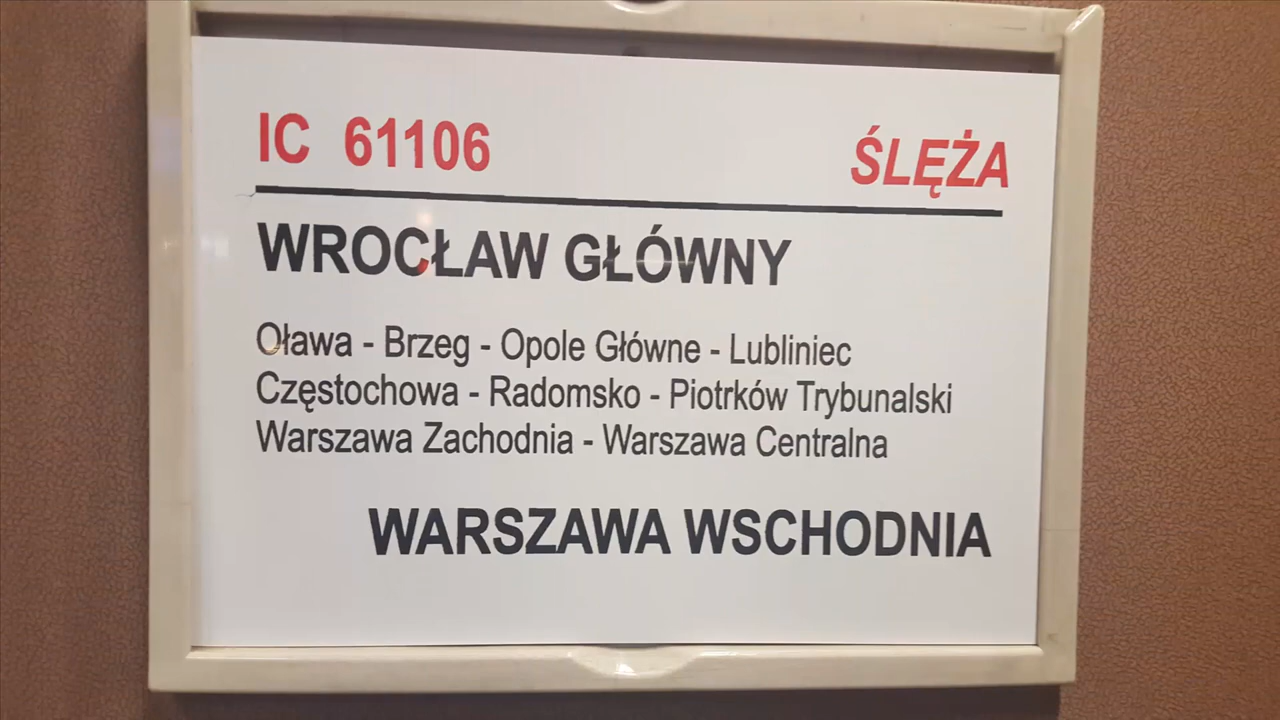 IC 61106 ŚLĘŻA
WROCŁAW GŁÓWNY
Oława - Brzeg - Opole Główne - Lubliniec
Częstochowa - Radomsko - Piotrków Trybunalski
Warszawa Zachodnia - Warszawa Centralna
WARSZAWA WSCHODNIA